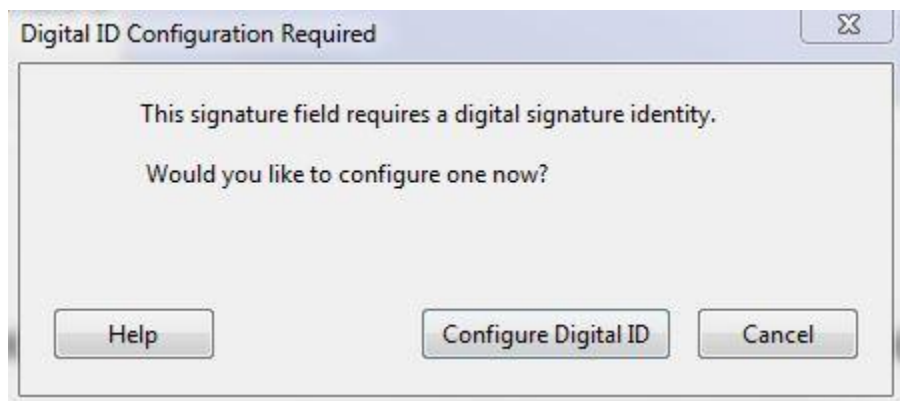 Digital ID Configuration Required
This signature field requires a digital signature identity.
Would you like to configure one now?
Help
Configure Digital ID
Cancel